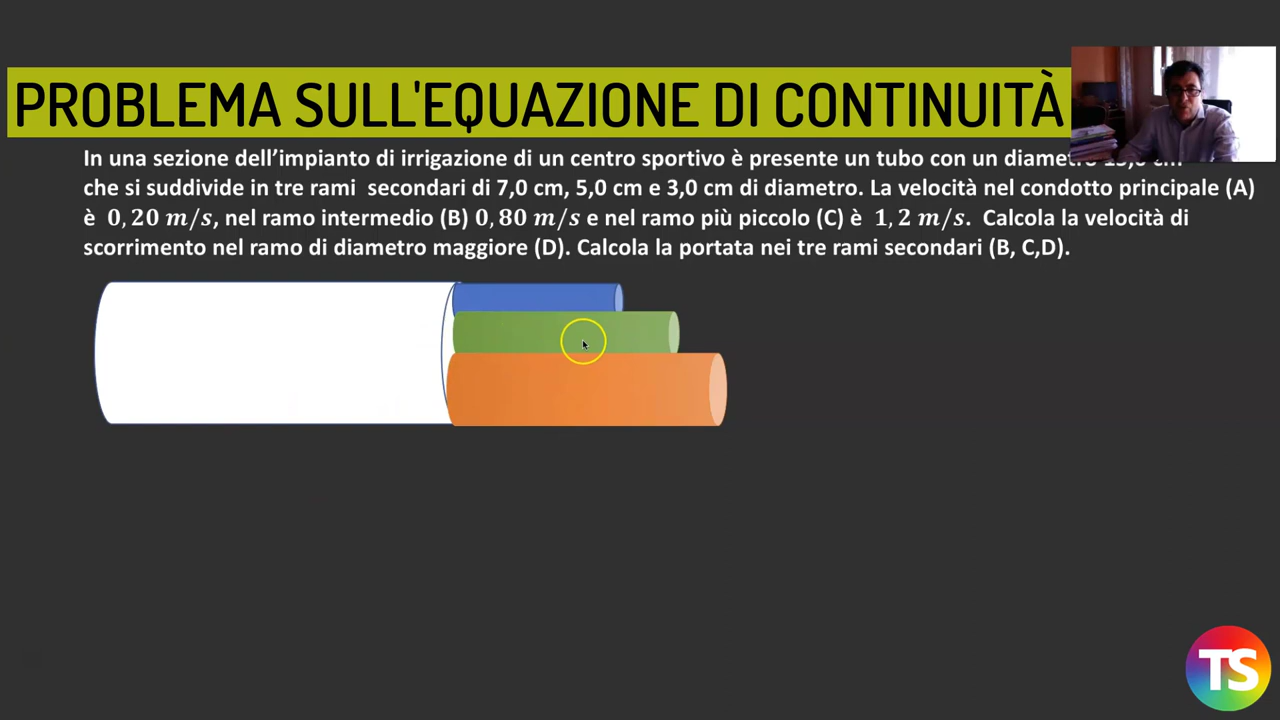 PROBLEMA SULL'EQUAZIONE DI CONTINUITÀ
In una sezione dell'impianto di irrigazione di un centro sportivo è presente un tubo con un diametro cm
che si suddivide in tre rami secondari di 7,0 cm, 5,0 cm e 3,0 cm di diametro. La velocità nel condotto principale (A)
è 0,20 m/s, nel ramo intermedio (B) 0,80 m/s e nel ramo più piccolo (C) è 1,2 m/s. Calcola la velocità di
scorrimento nel ramo di diametro maggiore (D). Calcola la portata nei tre rami secondari (B, C,D).
TS